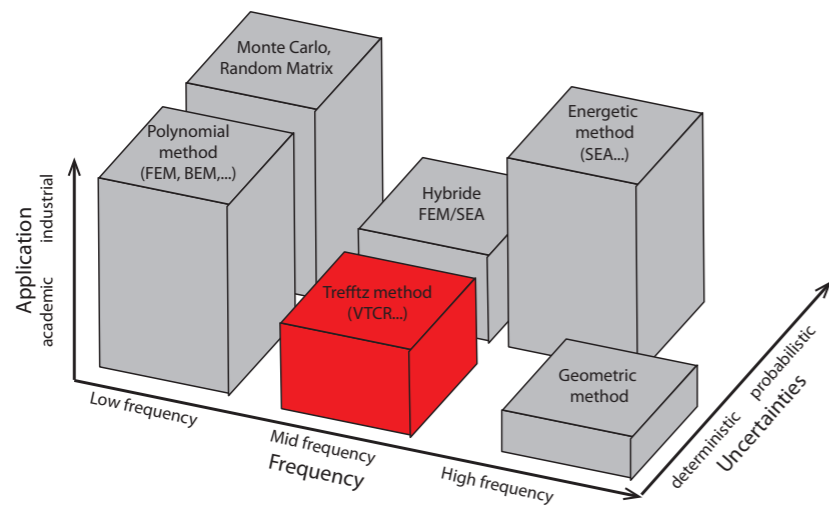 Monte Carlo,
Random Matrix
Polynomial
method
(FEM, BEM,...)
Energetic
method
(SEA...)
Hybride
FEM/SEA
Trefftz method
(VTCR...)
Geometric
method
Application
academic industrial
Low frequency
Mid frequency
High frequency
Frequency
deterministic probabilistic
Uncertainties